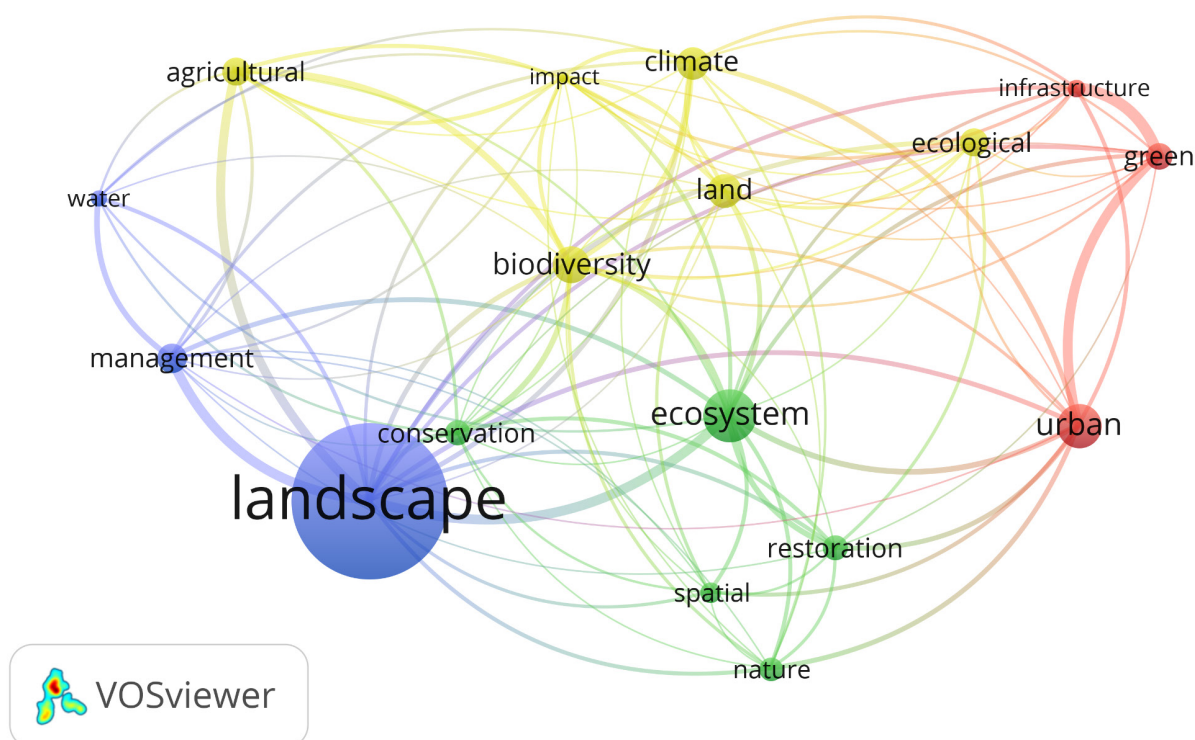 climate
agricultural
impact
infrastructure
ecological
green
land
water
biodiversity
management
ecosystem
urban
conservation
landscape
restoration
spatial
nature
VOSviewer